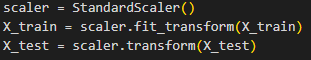 scaler = StandardScaler()
X_train = scaler.fit_transform(X_train)
X_test = scaler.transform(X_test)